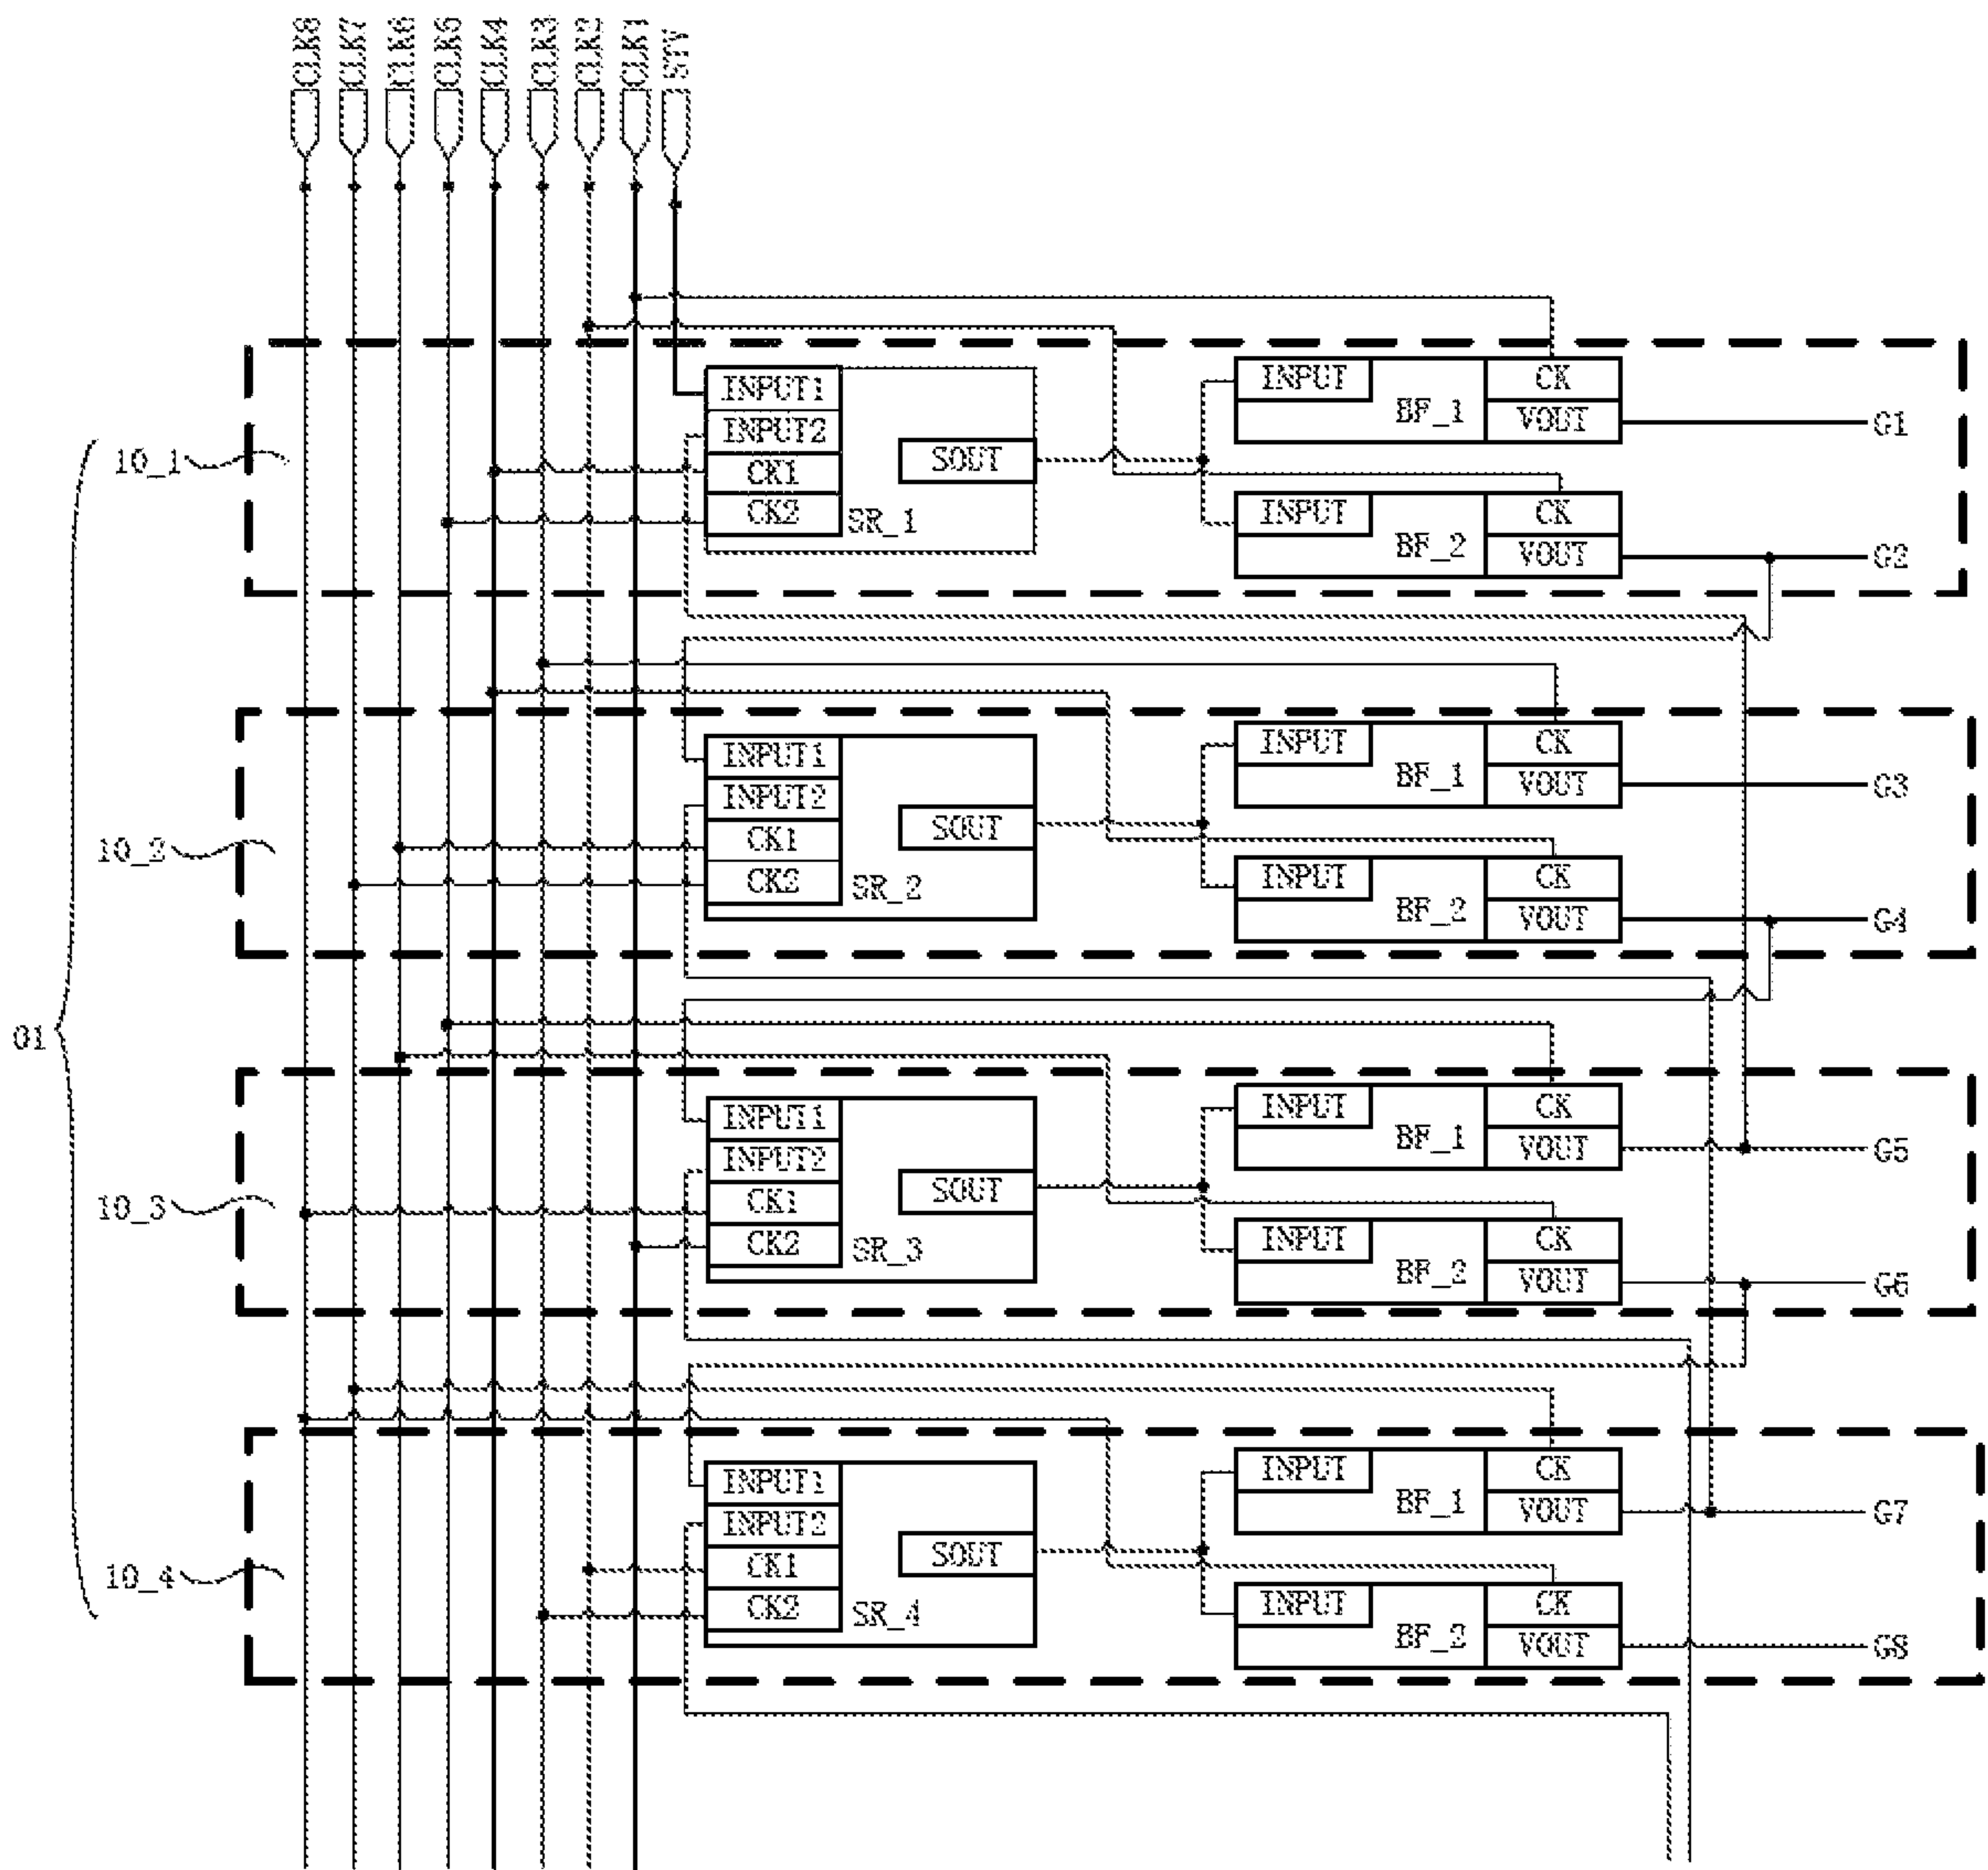 CLK8
CLK7
CLK6
CLK5
CLK4
CLK3
CLK2
CLK1
STV
01
10_1
INPUT1
INPUT2
CK1
CK2
SR_1
SOUT
INPUT
BF_1
CK
VOUT
G1
INPUT
BF_2
CK
VOUT
G2
10_2
INPUT1
INPUT2
CK1
CK2
SR_2
SOUT
INPUT
BF_1
CK
VOUT
G3
INPUT
BF_2
CK
VOUT
G4
10_3
INPUT1
INPUT2
CK1
CK2
SR_3
SOUT
INPUT
BF_1
CK
VOUT
G5
INPUT
BF_2
CK
VOUT
G6
10_4
INPUT1
INPUT2
CK1
CK2
SR_4
SOUT
INPUT
BF_1
CK
VOUT
G7
INPUT
BF_2
CK
VOUT
G8